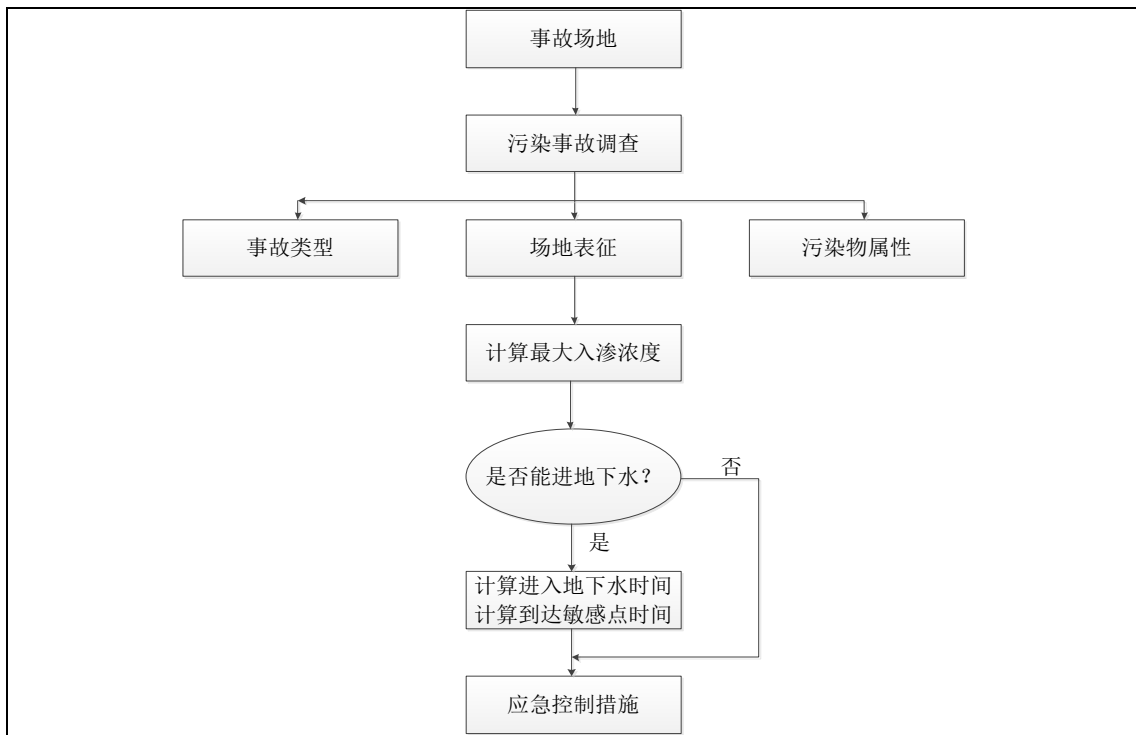 事故场地
污染事故调查
事故类型
场地表征
污染物属性
计算最大入渗浓度
是否能进地下水？
否
是
计算进入地下水时间
计算到达敏感点时间
应急控制措施